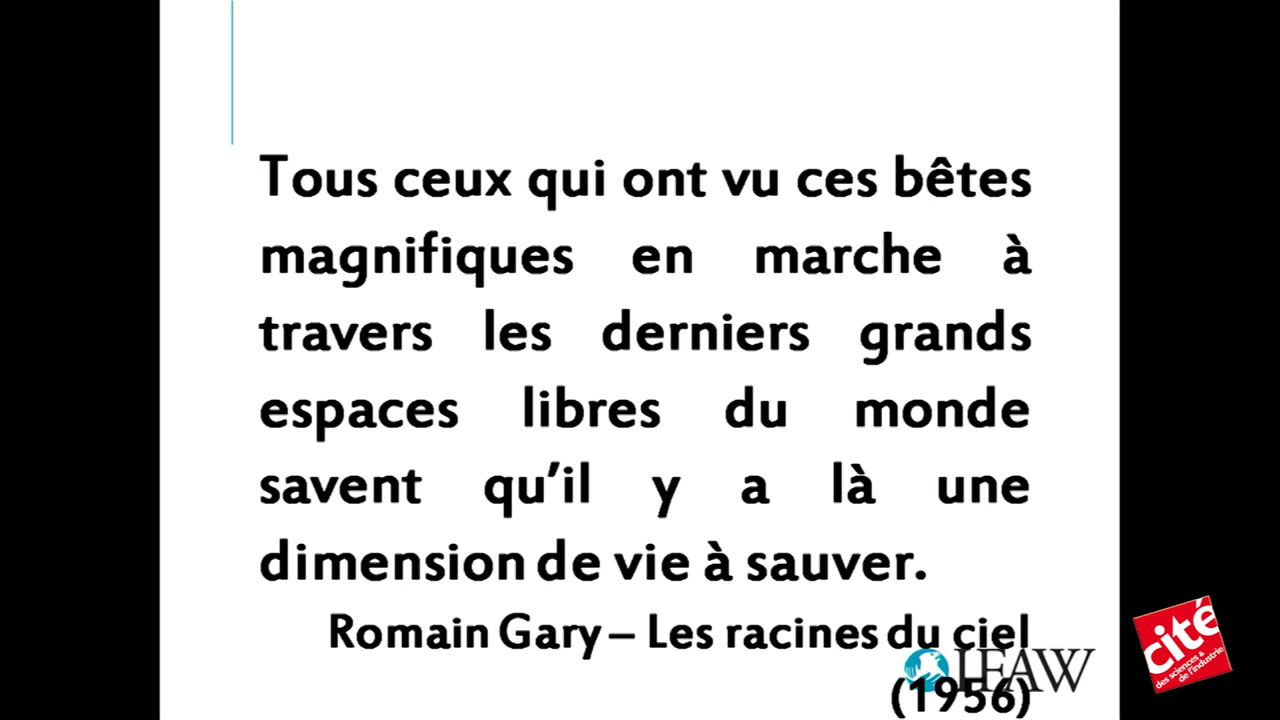 Tous ceux qui ont vu ces bêtes
magnifiques en marche à
travers les derniers grands
espaces libres du monde
savent qu’il y a là une
dimension de vie à sauver.
Romain Gary – Les racines du ciel
(1956)
IFAW
cité
des sciences &
de l'industrie